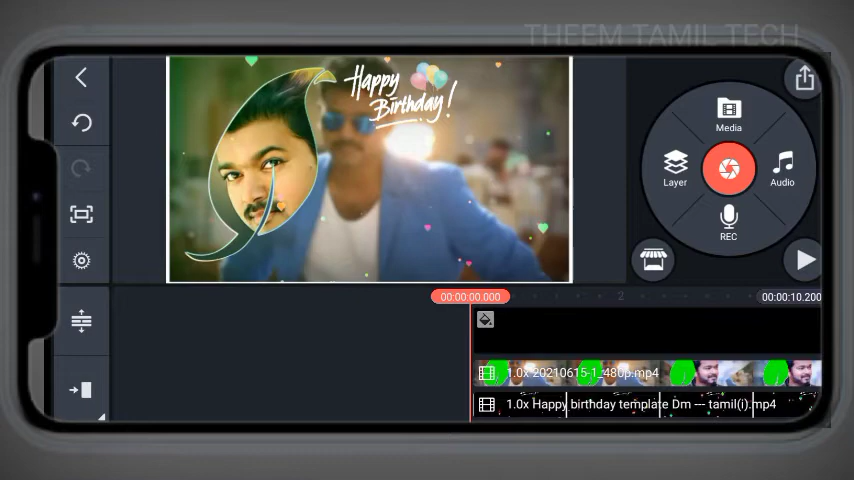 THEEM TAMIL TECH
Happy
Birthday!
Media
Layer
Audio
REC
00:00:00.000
2
00:00:10.200
1.0x 20210615-1_480p.mp4
1.0x Happy birthday template Dm --- tamil(i).mp4